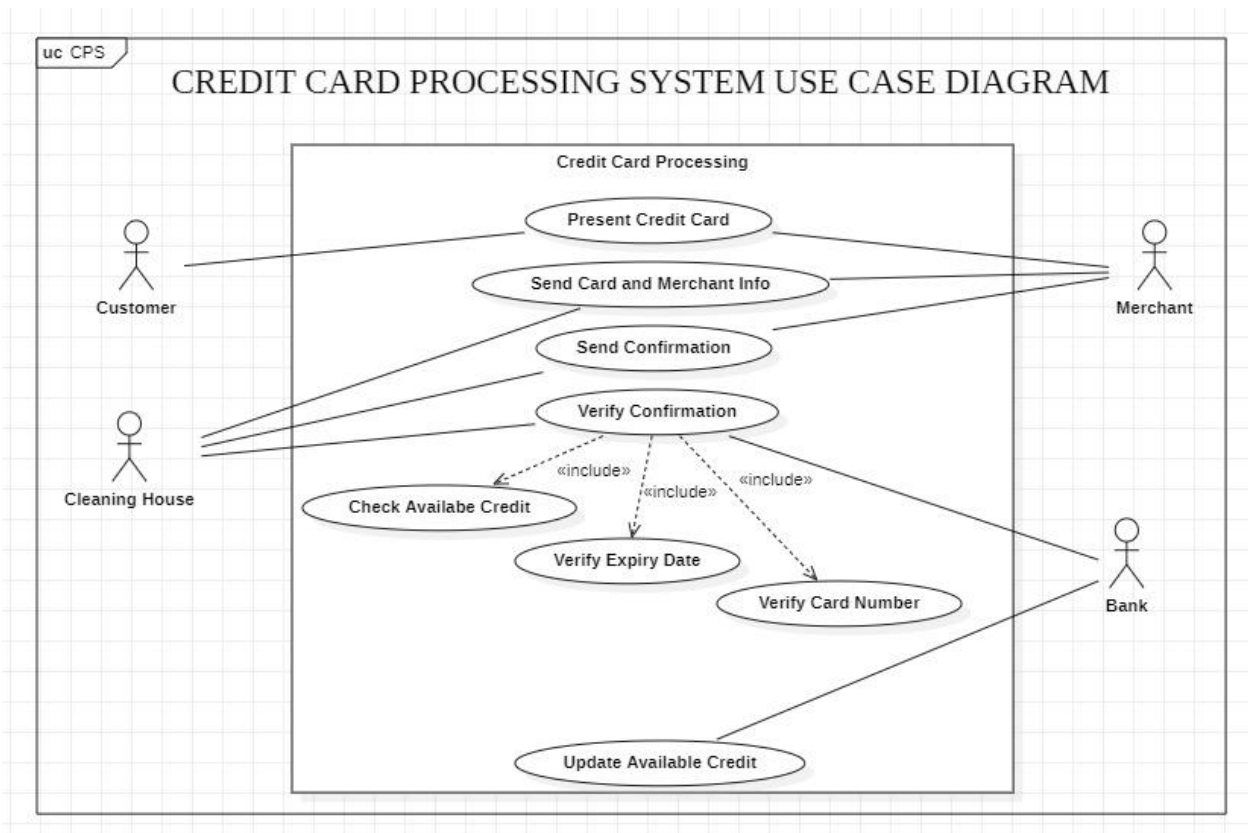 uc CPS
CREDIT CARD PROCESSING SYSTEM USE CASE DIAGRAM
Credit Card Processing
Present Credit Card
Send Card and Merchant Info
Customer
Merchant
Send Confirmation
Verify Confirmation
«include»
«include»
«include»
Cleaning House
Check Availabe Credit
Verify Expiry Date
Verify Card Number
Bank
Update Available Credit